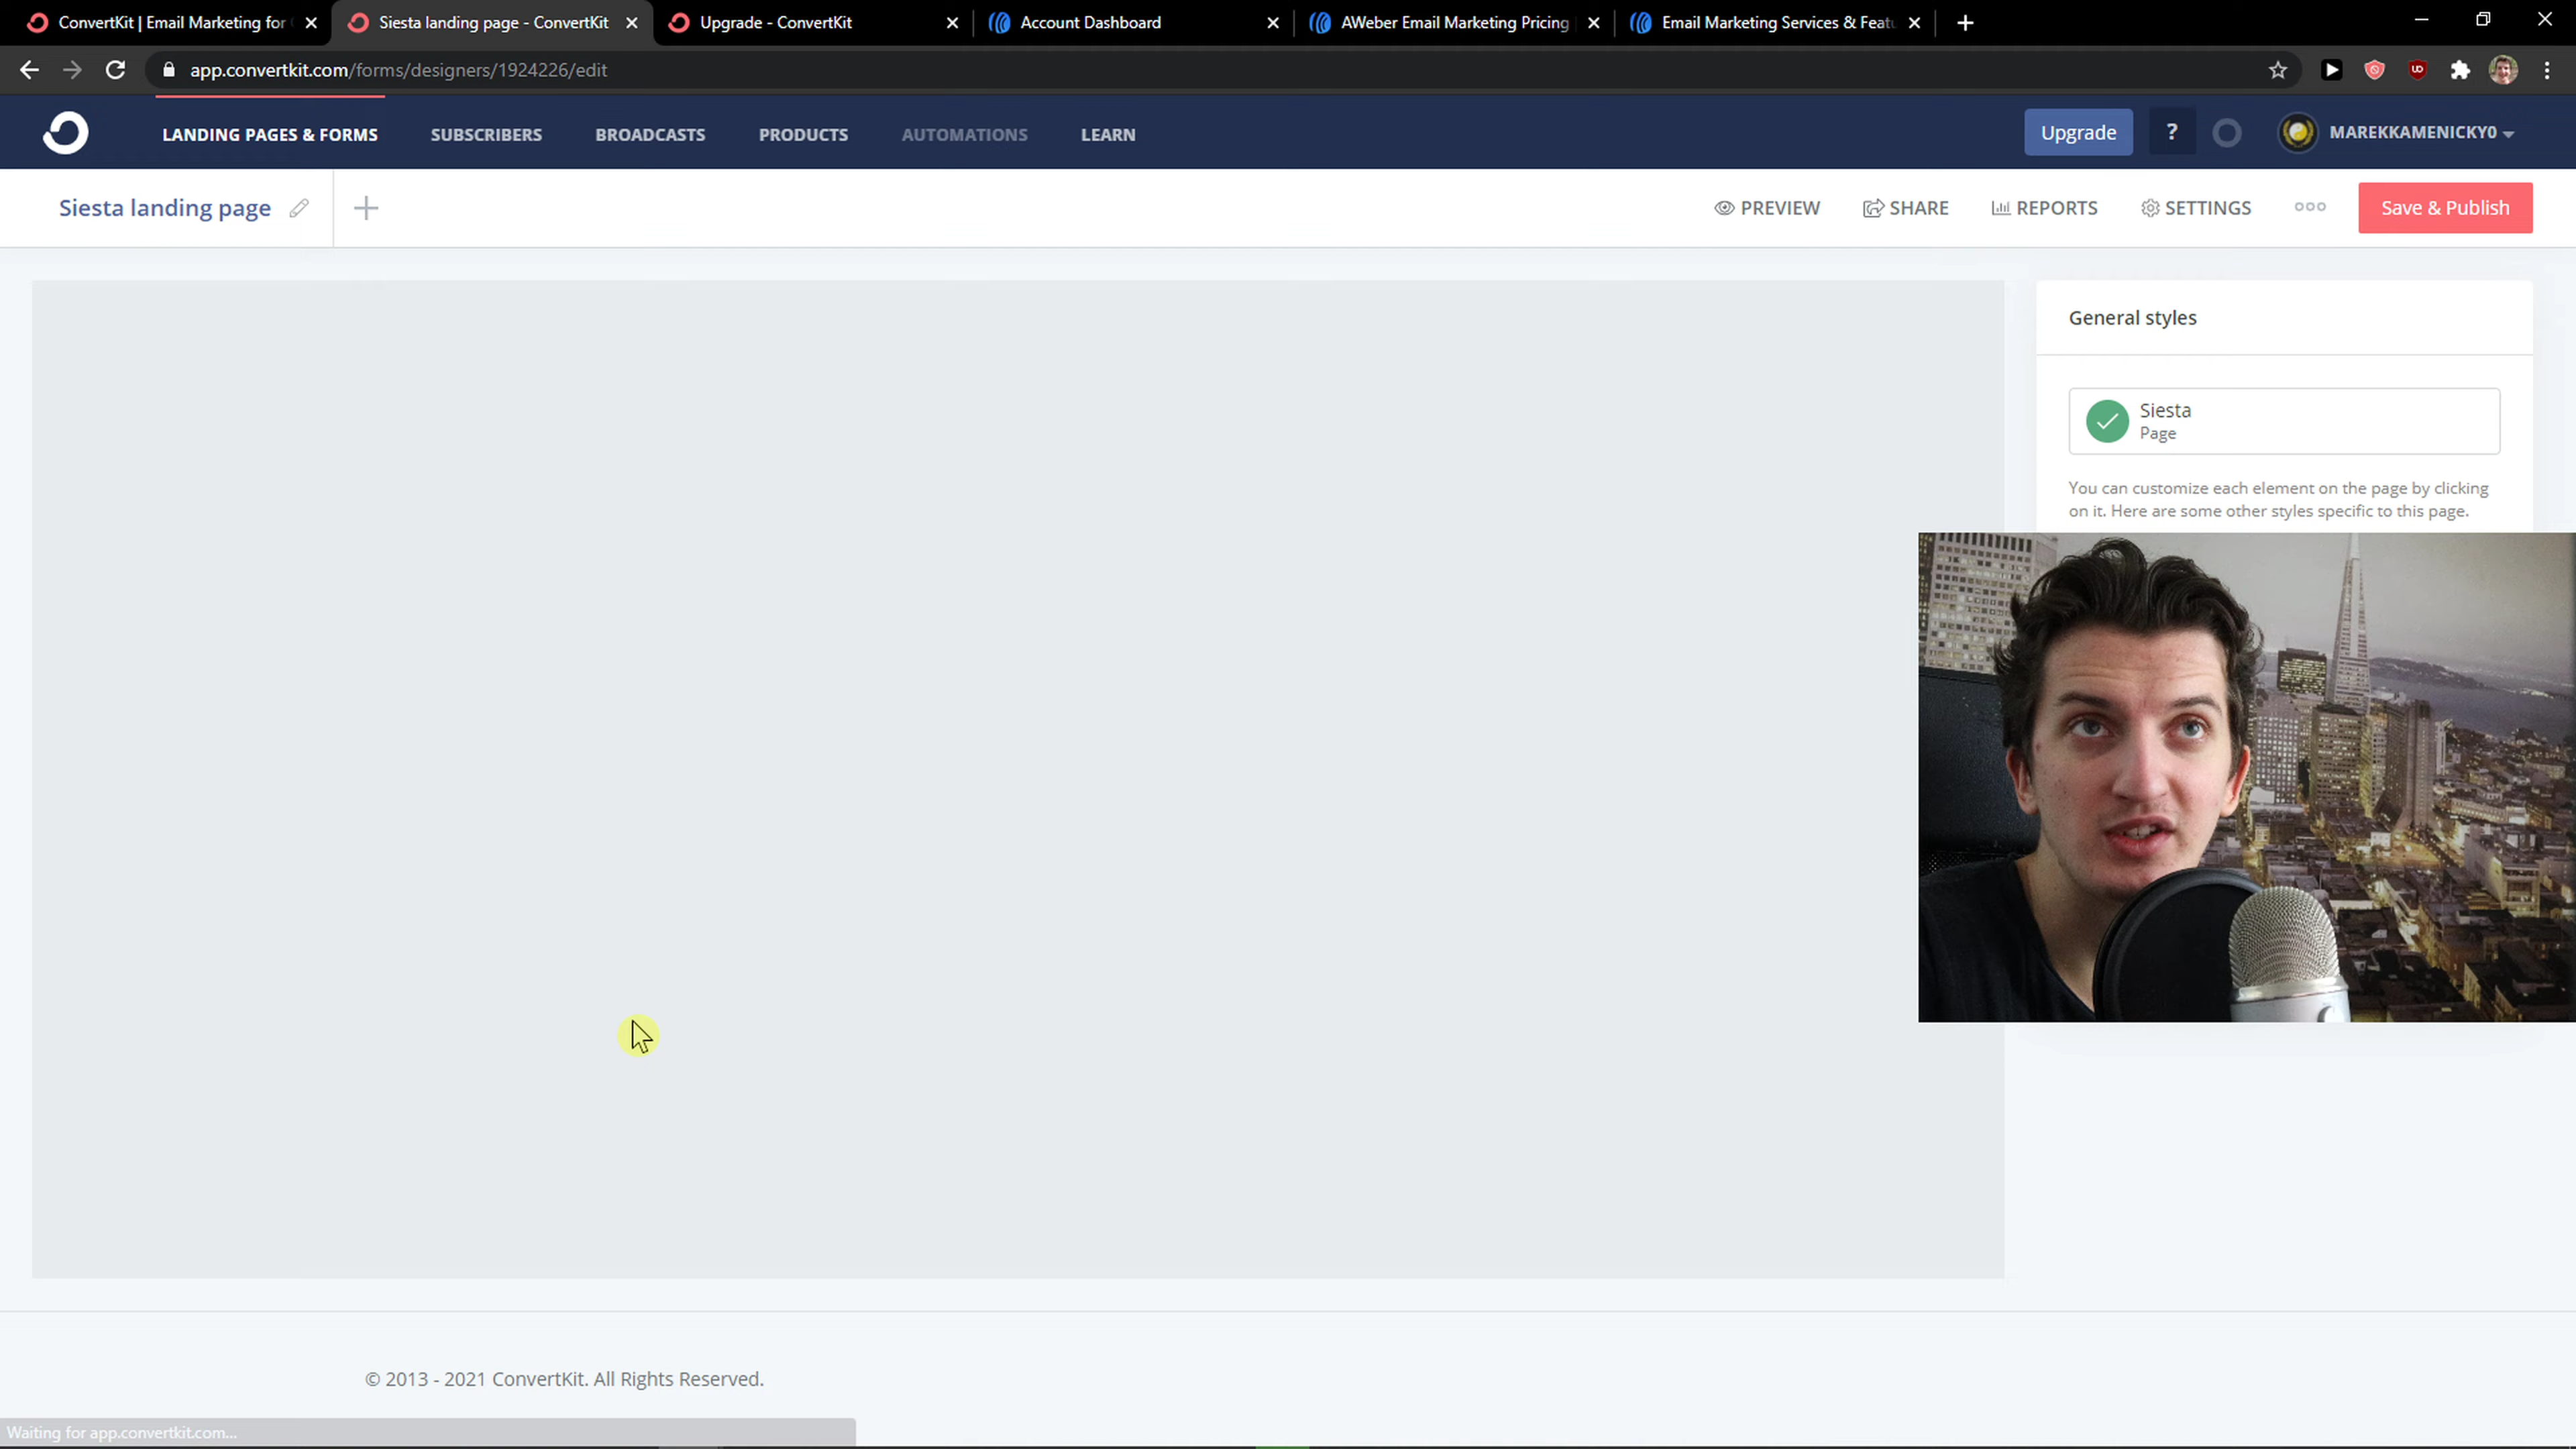 ConvertKit | Email Marketing for
Siesta landing page - ConvertKit
Upgrade - ConvertKit
Account Dashboard
AWeber Email Marketing Pricing
Email Marketing Services & Featu
app.convertkit.com/forms/designers/1924226/edit
LANDING PAGES & FORMS
SUBSCRIBERS
BROADCASTS
PRODUCTS
AUTOMATIONS
LEARN
Upgrade
?
MAREKKAMENICKY0
Siesta landing page
PREVIEW
SHARE
REPORTS
SETTINGS
Save & Publish
General styles
Siesta
Page
You can customize each element on the page by clicking
on it. Here are some other styles specific to this page.
© 2013 - 2021 ConvertKit. All Rights Reserved.
Waiting for app.convertkit.com...